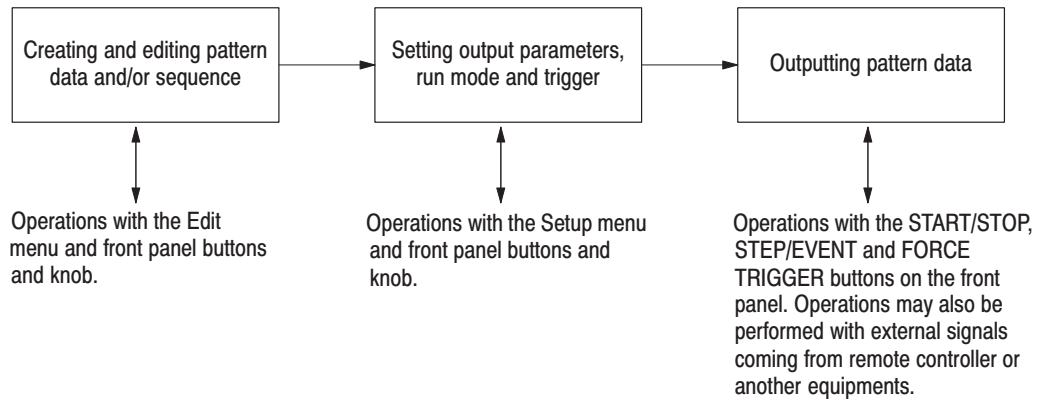 Creating and editing pattern
data and/or sequence
Setting output parameters,
run mode and trigger
Outputting pattern data
Operations with the Edit
menu and front panel buttons
and knob.
Operations with the Setup menu
and front panel buttons and
knob.
Operations with the START/STOP,
STEP/EVENT and FORCE
TRIGGER buttons on the front
panel. Operations may also be
performed with external signals
coming from remote controller or
another equipments.